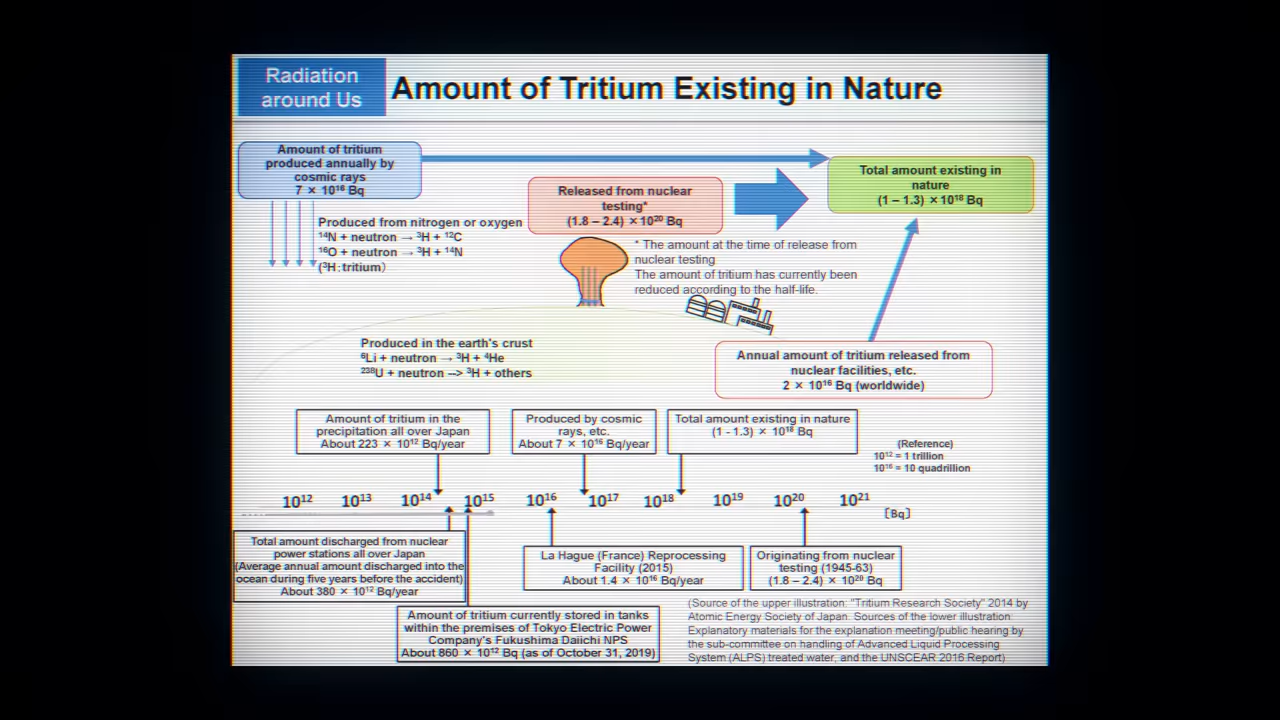 Radiation
around Us
Amount of Tritium Existing in Nature
Amount of tritium
produced annually by
cosmic rays
7 × 10¹⁶ Bq
Released from nuclear
testing*
(1.8 – 2.4) × 10²⁰ Bq
Total amount existing in
nature
(1 – 1.3) × 10¹⁸ Bq
Produced from nitrogen or oxygen
¹⁴N + neutron → ³H + ¹²C
¹⁶O + neutron → ³H + ¹⁴N
(³H:tritium)
* The amount at the time of release from
nuclear testing
The amount of tritium has currently been
reduced according to the half-life.
Produced in the earth's crust
⁶Li + neutron → ³H + ⁴He
²³⁸U + neutron --> ³H + others
Annual amount of tritium released from
nuclear facilities, etc.
2 × 10¹⁶ Bq (worldwide)
Amount of tritium in the
precipitation all over Japan
About 223 × 10¹² Bq/year
Produced by cosmic
rays, etc.
About 7 × 10¹⁶ Bq/year
Total amount existing in nature
(1 - 1.3) × 10¹⁸ Bq
(Reference)
10¹² = 1 trillion
10¹⁶ = 10 quadrillion
10¹² 10¹³ 10¹⁴ 10¹⁵ 10¹⁶ 10¹⁷ 10¹⁸ 10¹⁹ 10²⁰ 10²¹
[Bq]
Total amount discharged from nuclear
power stations all over Japan
(Average annual amount discharged into the
ocean during five years before the accident)
About 380 × 10¹² Bq/year
La Hague (France) Reprocessing
Facility (2015)
About 1.4 × 10¹⁶ Bq/year
Originating from nuclear
testing (1945-63)
(1.8 – 2.4) × 10²⁰ Bq
Amount of tritium currently stored in tanks
within the premises of Tokyo Electric Power
Company's Fukushima Daiichi NPS
About 860 × 10¹² Bq (as of October 31, 2019)
(Source of the upper illustration: "Tritium Research Society" 2014 by
Atomic Energy Society of Japan. Sources of the lower illustration:
Explanatory materials for the explanation meeting/public hearing by
the sub-committee on handling of Advanced Liquid Processing
System (ALPS) treated water, and the UNSCEAR 2016 Report)